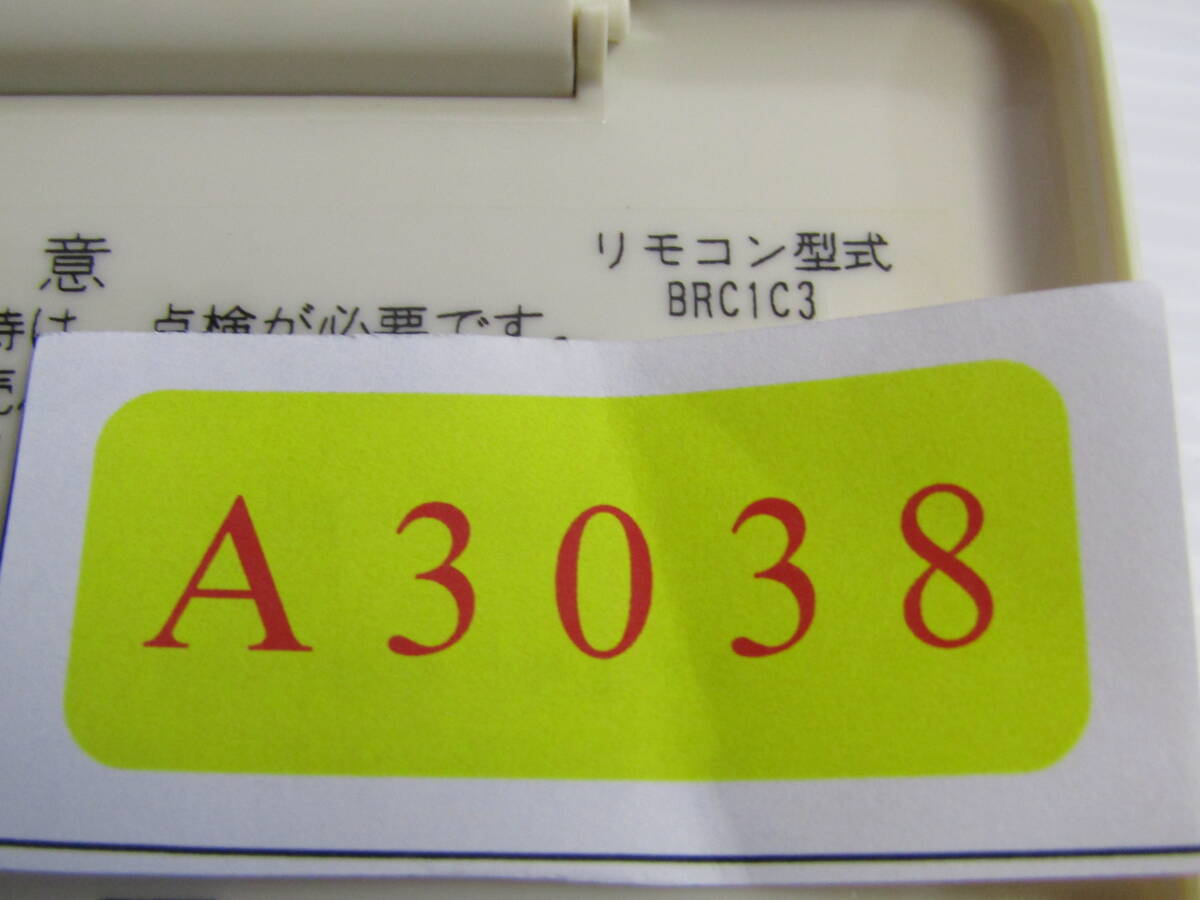 意
リモコン型式
BRC1C3
時は、点検が必要です。
A3038